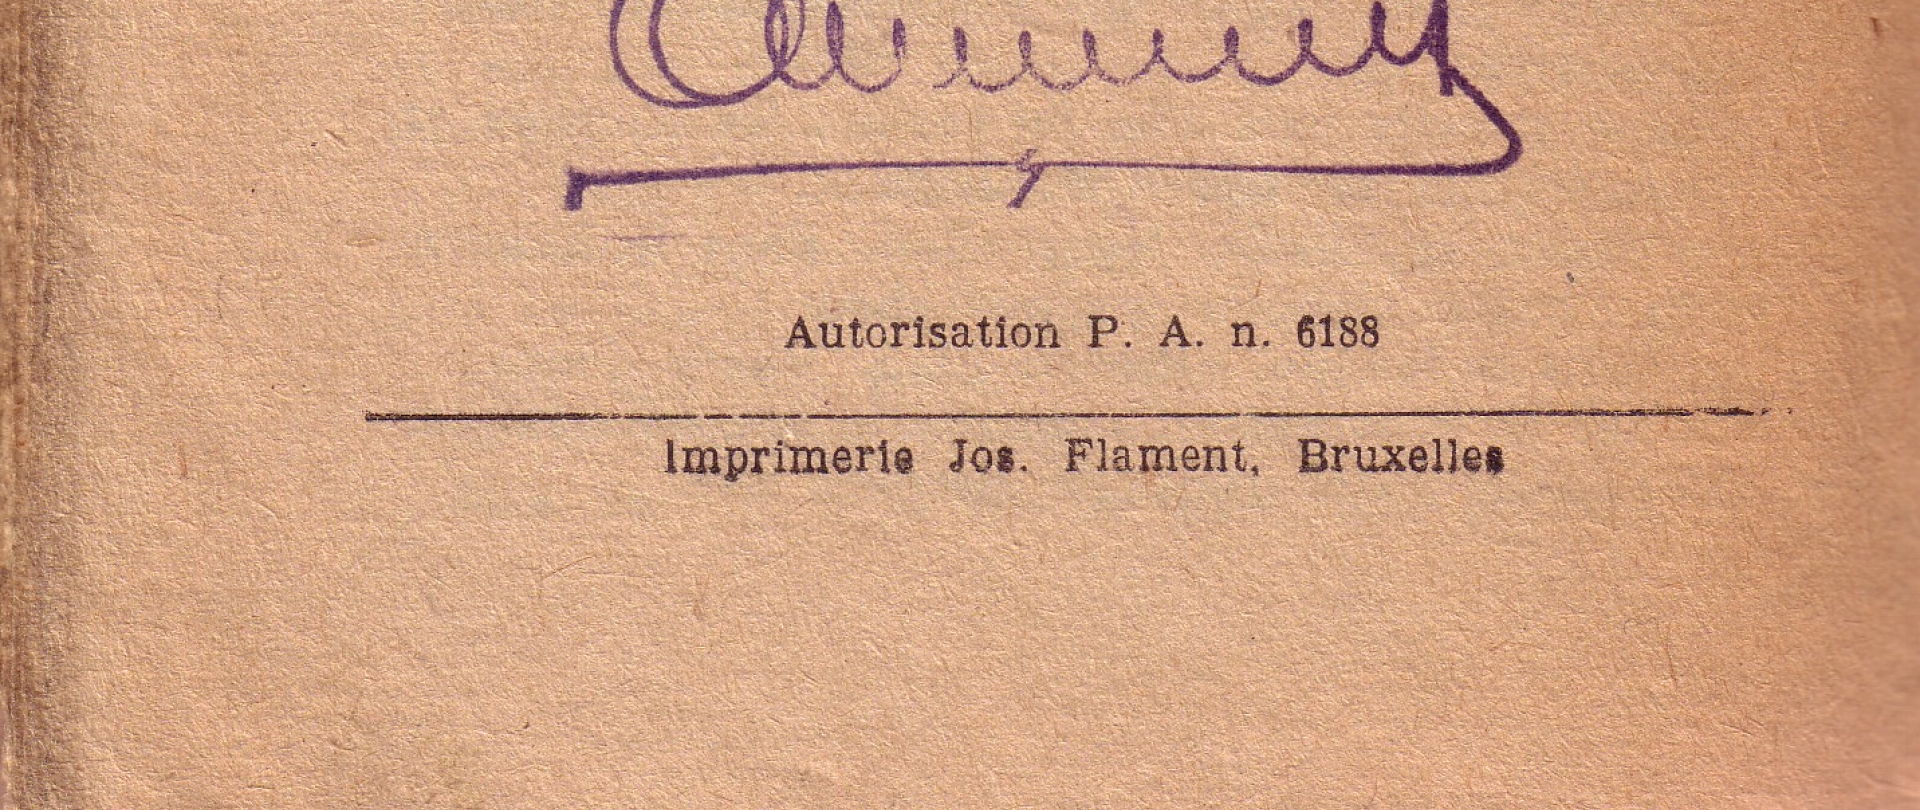 Autorisation P. A. n. 6188
Imprimerie Jos. Flament, Bruxelles